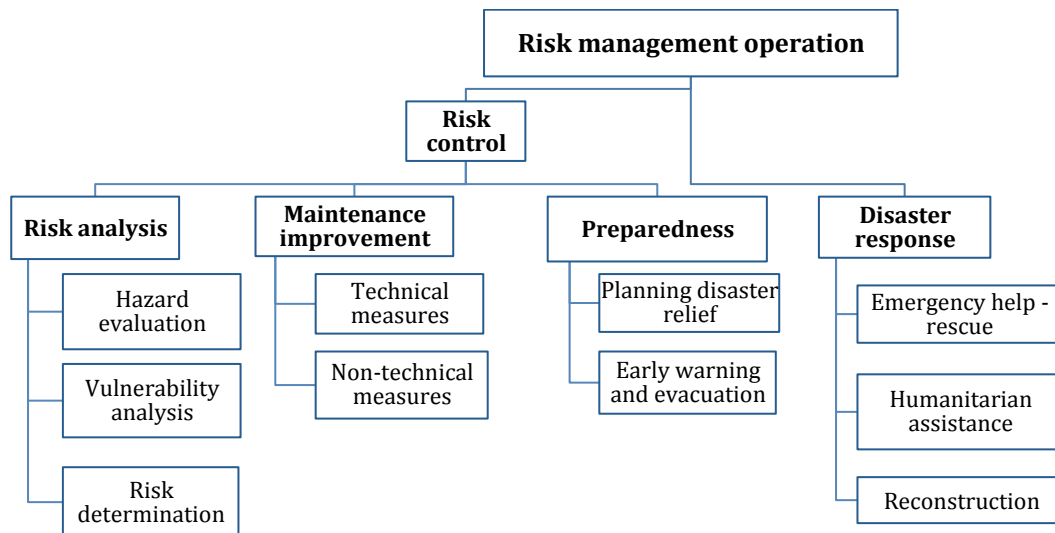 Risk management operation
Risk
control
Risk analysis
Maintenance
improvement
Preparedness
Disaster
response
Hazard
evaluation
Vulnerability
analysis
Risk
determination
Technical
measures
Non-technical
measures
Planning disaster
relief
Early warning
and evacuation
Emergency help -
rescue
Humanitarian
assistance
Reconstruction